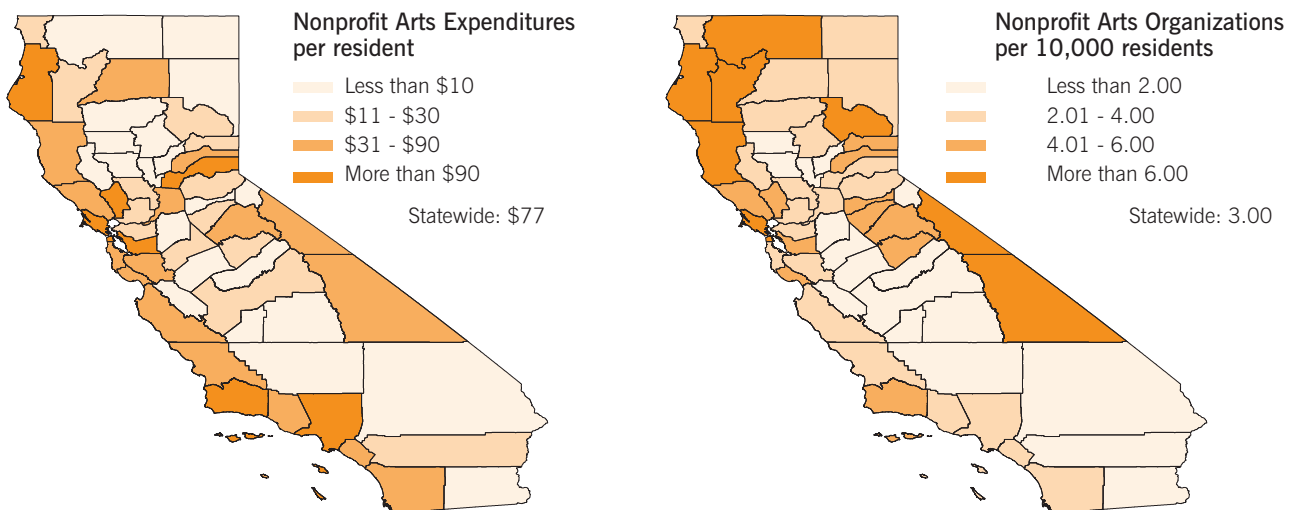 Nonprofit Arts Expenditures
per resident
Less than $10
$11 - $30
$31 - $90
More than $90
Statewide: $77
Nonprofit Arts Organizations
per 10,000 residents
Less than 2.00
2.01 - 4.00
4.01 - 6.00
More than 6.00
Statewide: 3.00